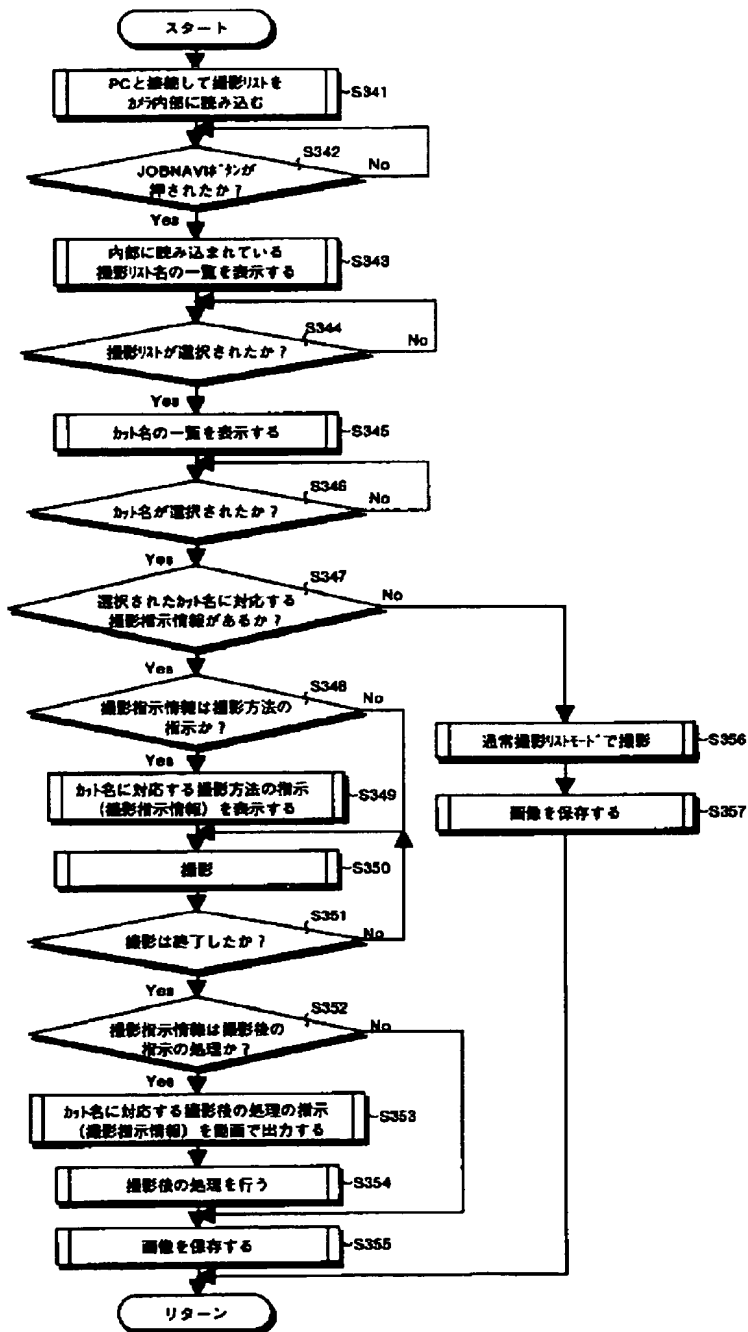 スタート
PCと接続して撮影リストを
カメラ内部に読み込む
S341
S342
JOBNAVIボタンが
押されたか？
No
Yes
内部に読み込まれている
撮影リスト名の一覧を表示する
S343
S344
撮影リストが選択されたか？
No
Yes
カット名の一覧を表示する
S345
S346
カット名が選択されたか？
No
Yes
S347
選択されたカット名に対応する
撮影指示情報があるか？
No
Yes
S348
撮影指示情報は撮影方法の
指示か？
No
Yes
通常撮影リストモードで撮影
S356
カット名に対応する撮影方法の指示
(撮影指示情報) を表示する
S349
画像を保存する
S357
撮影
S350
S351
撮影は終了したか？
No
Yes
S352
撮影指示情報は撮影後の
指示の処理か？
No
Yes
カット名に対応する撮影後の処理の指示
(撮影指示情報) を動画で出力する
S353
撮影後の処理を行う
S354
画像を保存する
S355
リターン